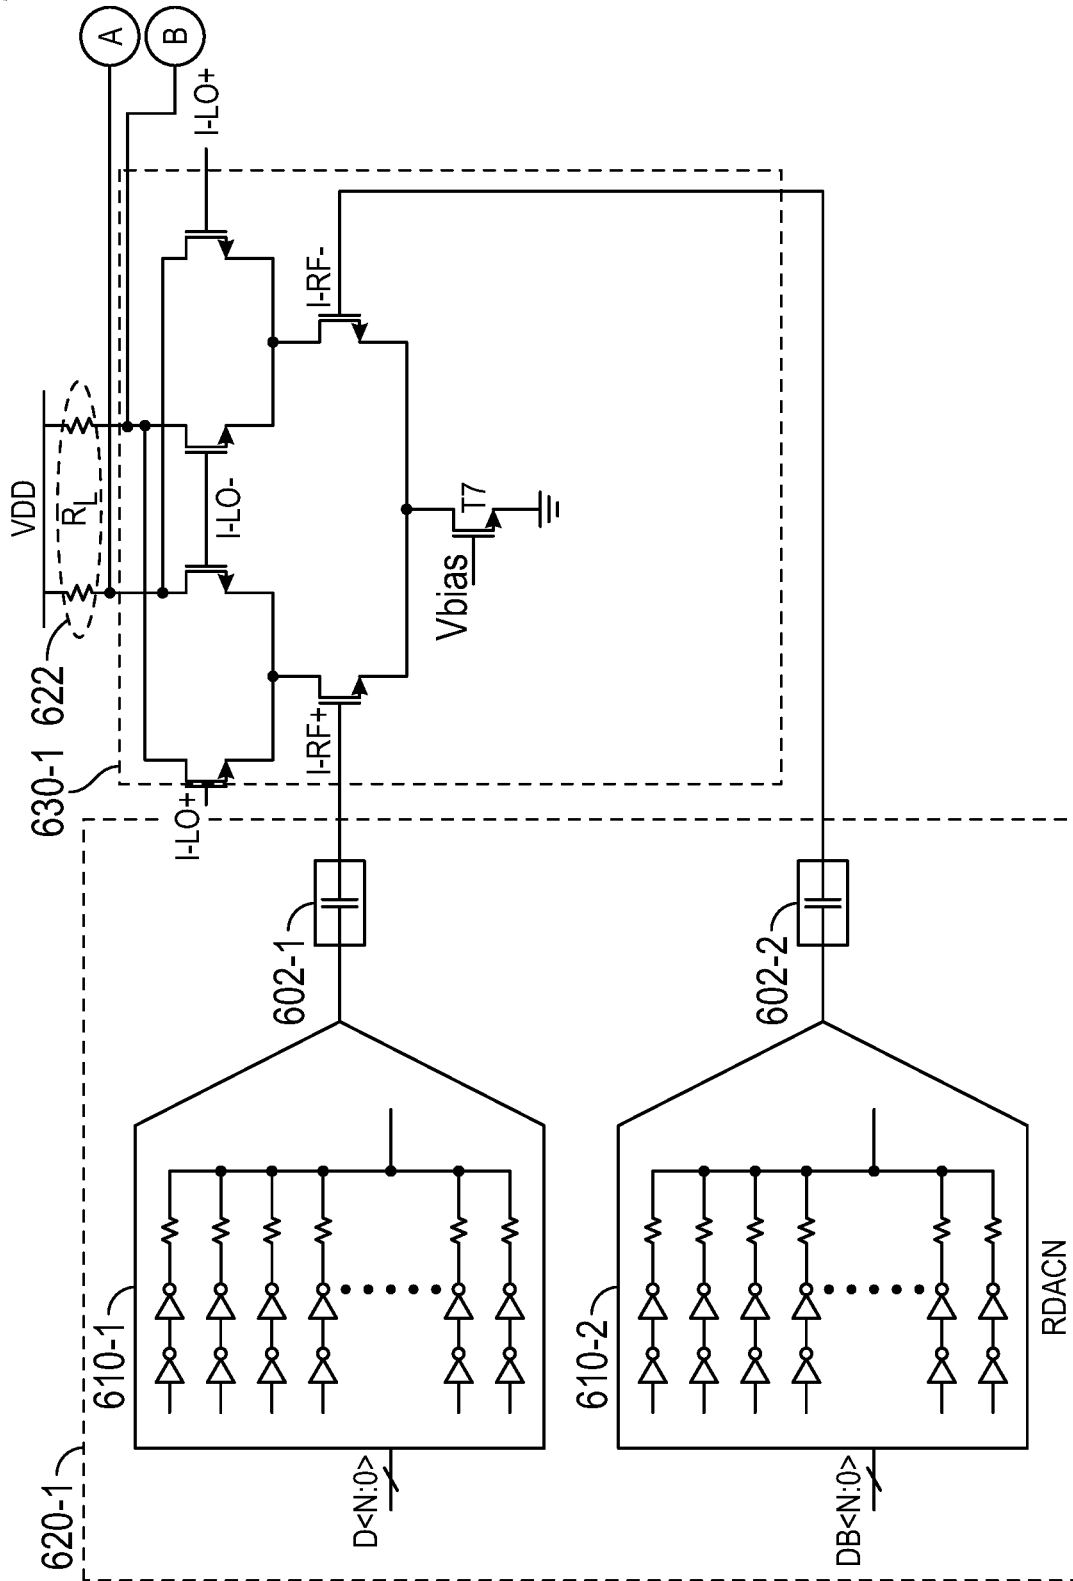 620-1
D<N:0>
610-1
602-1
630-1
622
VDD
RL
A
B
I-LO+
I-LO-
I-LO+
I-RF+
I-RF-
Vbias
T7
DB<N:0>
610-2
602-2
RDACN